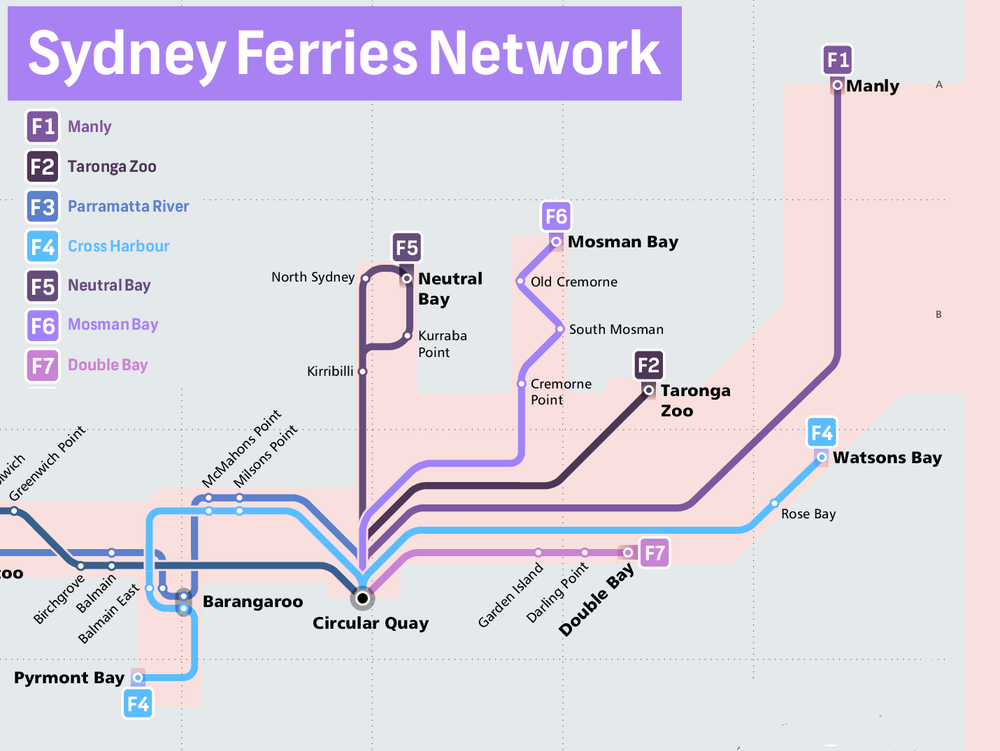 Sydney Ferries Network
F1 Manly
F2 Taronga Zoo
F3 Parramatta River
F4 Cross Harbour
F5 Neutral Bay
F6 Mosman Bay
F7 Double Bay
F1
Manly
A
F6
Mosman Bay
F5
North Sydney
Neutral
Bay
Old Cremorne
B
South Mosman
Kurraba
Point
F2
Kirribilli
Cremorne
Point
Taronga
Zoo
F4
Watsons Bay
McMahons Point
Milsons Point
Greenwich Point
Rose Bay
F7
Birchgrove
Balmain
Balmain East
Barangaroo
Circular Quay
Garden Island
Darling Point
Double Bay
Pyrmont Bay
F4